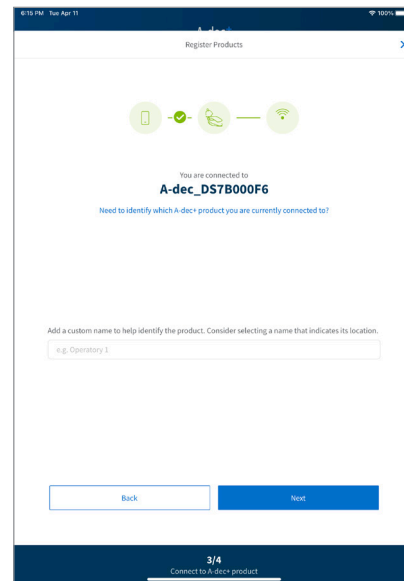 6:15 PM Tue Apr 11
100%
Register Products
You are connected to
A-dec_DS7B000F6
Need to identify which A-dec+ product you are currently connected to?
Add a custom name to help identify the product. Consider selecting a name that indicates its location.
e.g. Operatory 1
Back
Next
3/4
Connect to A-dec+ product